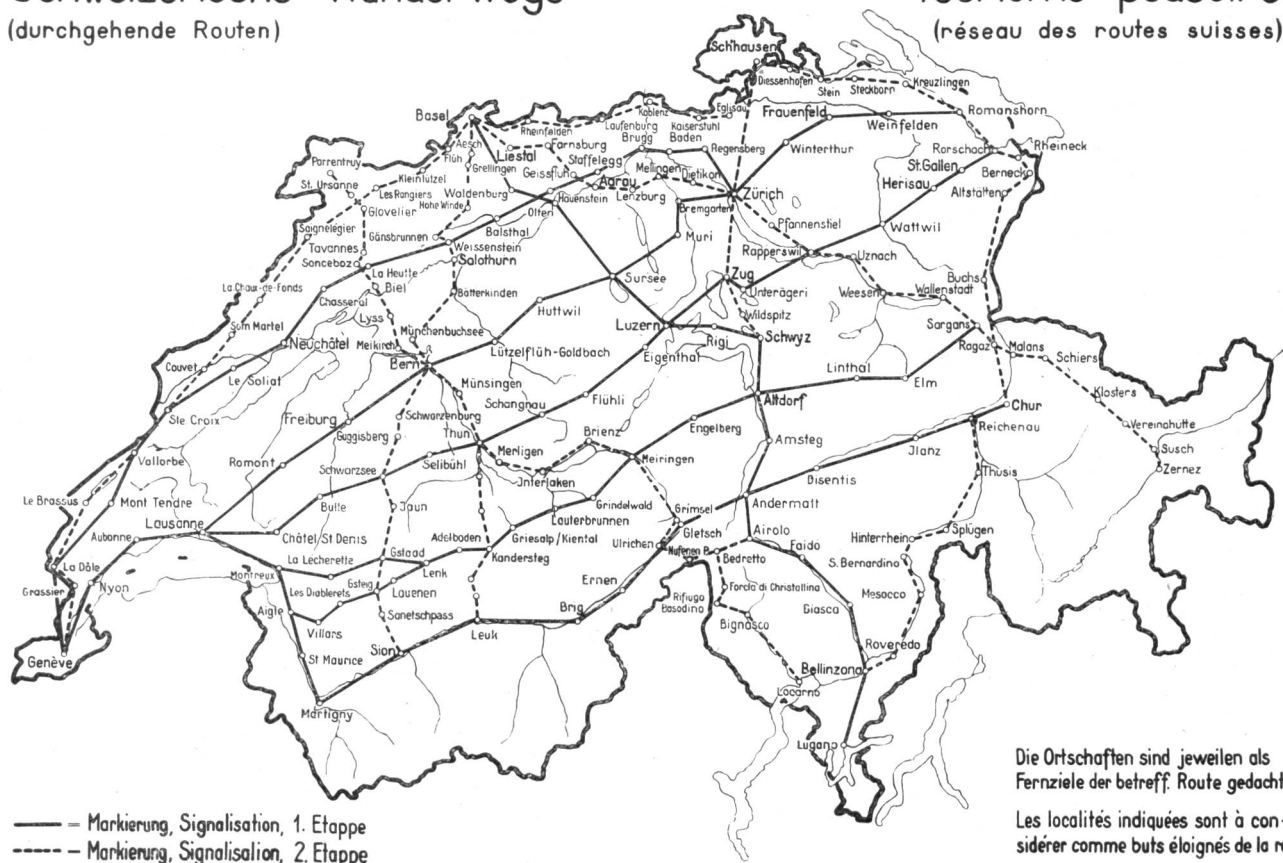 (durchgehende Routen)
(réseau des routes suisses)
Sch'hausen
Diessenhofen
Stein
Steckborn
Kreuzlingen
Basel
Rheinfelden
Laufenburg
Koblenz
Kaiserstuhl
Eglisau
Frauenfeld
Weinfelden
Romanshorn
Aesch
Flüh
Liestal
Farnsburg
Brugg
Baden
Regensberg
Winterthur
Rorschach
Rheineck
Porrentruy
Kleinlützel
Grellingen
Staffelegg
Geissfluh
Mellingen
Dietikon
St. Gallen
Berneck
St. Ursanne
Les Rangiers
Waldenburg
Aarau
Zürich
Herisau
Altstätten
Glovelier
Hohe Winde
Olten
Hauenstein
Lenzburg
Bremgarten
Pfannenstiel
Saignelégier
Gänsbrunnen
Balsthal
Muri
Wattwil
Tavannes
Weissenstein
Rapperswil
Uznach
Sonceboz
Solothurn
La Heutte
Sursee
Zug
Buchs
La Chaux-de-Fonds
Chasseral
Biel
Bätterkinden
Huttwil
Unterägeri
Weesen
Wallenstadt
Lyss
Wildspitz
Som Martel
Münchenbuchsee
Luzern
Rigi
Schwyz
Sargans
Neuchâtel
Meikirch
Lützelflüh-Goldbach
Eigenthal
Ragaz
Malans
Schiers
Couvet
Bern
Le Soliat
Münsingen
Linthal
Elm
Klosters
Ste Croix
Freiburg
Schwarzenburg
Schangnau
Flühli
Altdorf
Chur
Guggisberg
Thun
Brienz
Engelberg
Reichenau
Vereinahütte
Vallorbe
Romont
Merligen
Meiringen
Amsteg
Jlanz
Susch
Schwarzsee
Selibühl
Jnterlaken
Disentis
Thusis
Zernez
Le Brassus
Mont Tendre
Bulle
Jaun
Grindelwald
Grimsel
Andermatt
Lausanne
Lauterbrunnen
Gletsch
Splügen
Aubonne
Châtel St Denis
Adelboden
Griesalp/Kiental
Ulrichen
Airolo
Hinterrhein
La Lécherette
Gstaad
Kandersteg
Nufenen P.
Bedretto
Faido
S. Bernardino
La Dôle
Montreux
Lenk
Grassier
Nyon
Les Diablerets
Gsteig
Lauenen
Ernen
Rifiugo
Basodino
Forcla di Christallina
Mesocco
Aigle
Villars
Sanetschpass
Brig
Bignasco
Giasca
Genève
St Maurice
Sion
Leuk
Roveredo
Bellinzona
Martigny
Locarno
Lugano
Die Ortschaften sind jeweilen als
Fernziele der betreff. Route gedacht
Les localités indiquées sont à con-
sidérer comme buts éloignés de la
Markierung, Signalisation, 1. Etappe
Markierung, Signalisation, 2. Etappe